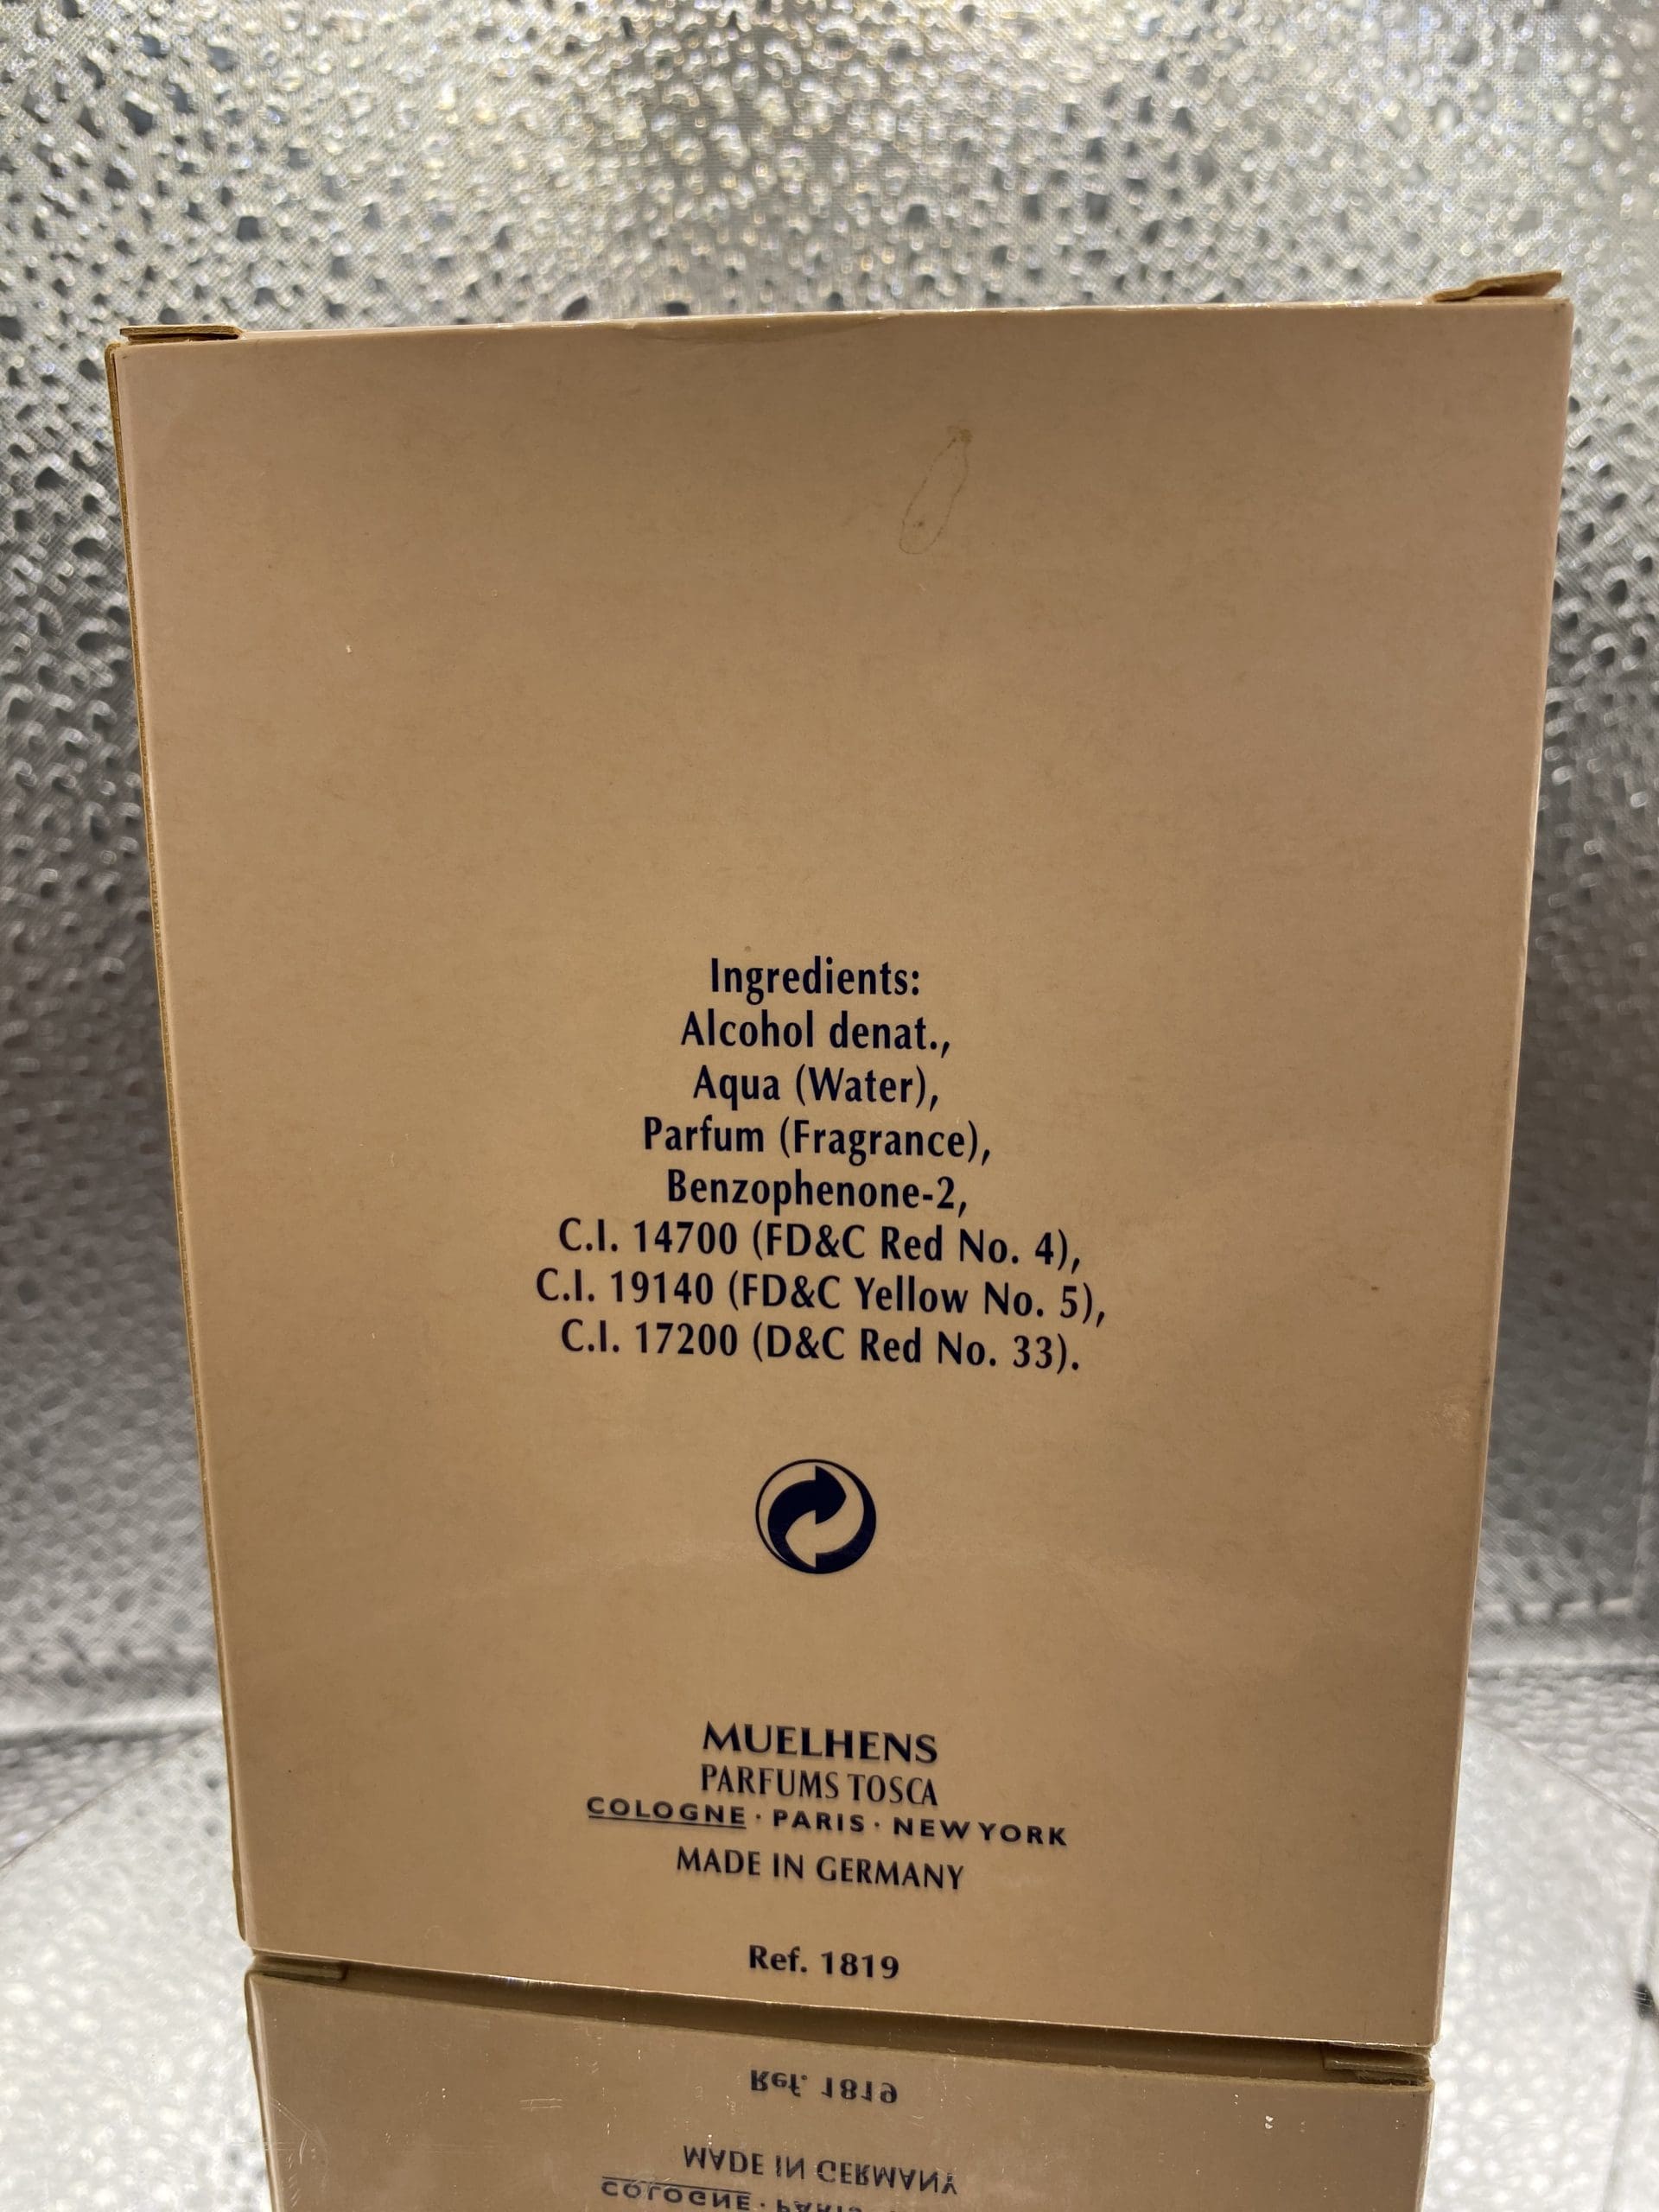 Ingredients:
Alcohol denat.,
Aqua (Water),
Parfum (Fragrance),
Benzophenone-2,
C.I. 14700 (FD&C Red No. 4),
C.I. 19140 (FD&C Yellow No. 5),
C.I. 17200 (D&C Red No. 33).
MUELHENS
PARFUMS TOSCA
COLOGNE · PARIS · NEW YORK
MADE IN GERMANY
Ref. 1819